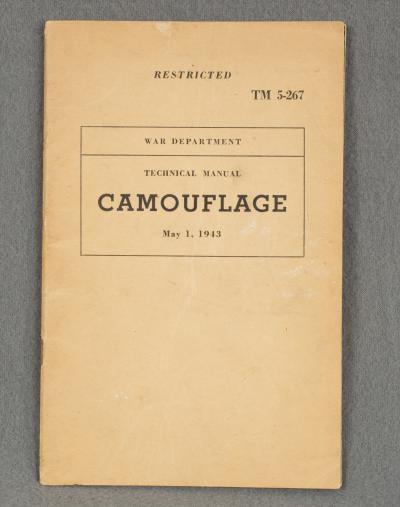 RESTRICTED
TM 5-267
WAR DEPARTMENT
TECHNICAL MANUAL
CAMOUFLAGE
May 1, 1943